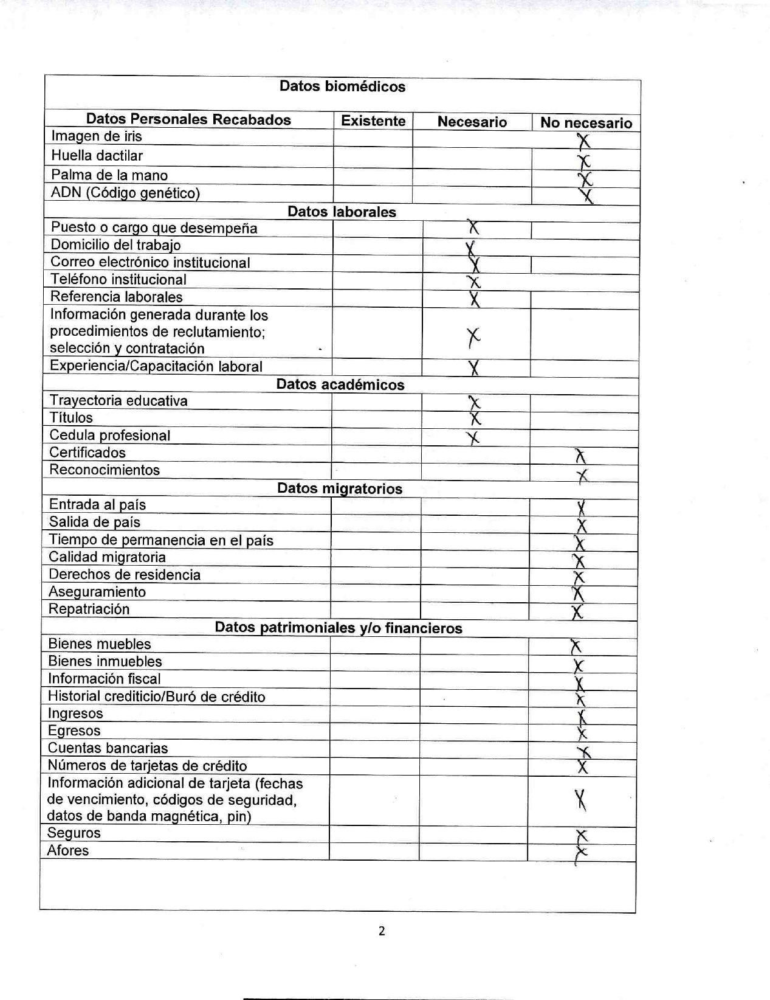 Datos biomédicos
Datos Personales Recabados Existente Necesario No necesario
Imagen de iris X
Huella dactilar X
Palma de la mano X
ADN (Código genético) X
Datos laborales
Puesto o cargo que desempeña X
Domicilio del trabajo X
Correo electrónico institucional X
Teléfono institucional X
Referencia laborales X
Información generada durante los
procedimientos de reclutamiento; X
selección y contratación
Experiencia/Capacitación laboral X
Datos académicos
Trayectoria educativa X
Títulos X
Cedula profesional X
Certificados X
Reconocimientos X
Datos migratorios
Entrada al país X
Salida de país X
Tiempo de permanencia en el país X
Calidad migratoria X
Derechos de residencia X
Aseguramiento X
Repatriación X
Datos patrimoniales y/o financieros
Bienes muebles X
Bienes inmuebles X
Información fiscal X
Historial crediticio/Buró de crédito X
Ingresos X
Egresos X
Cuentas bancarias X
Números de tarjetas de crédito X
Información adicional de tarjeta (fechas
de vencimiento, códigos de seguridad, X
datos de banda magnética, pin)
Seguros X
Afores X
2